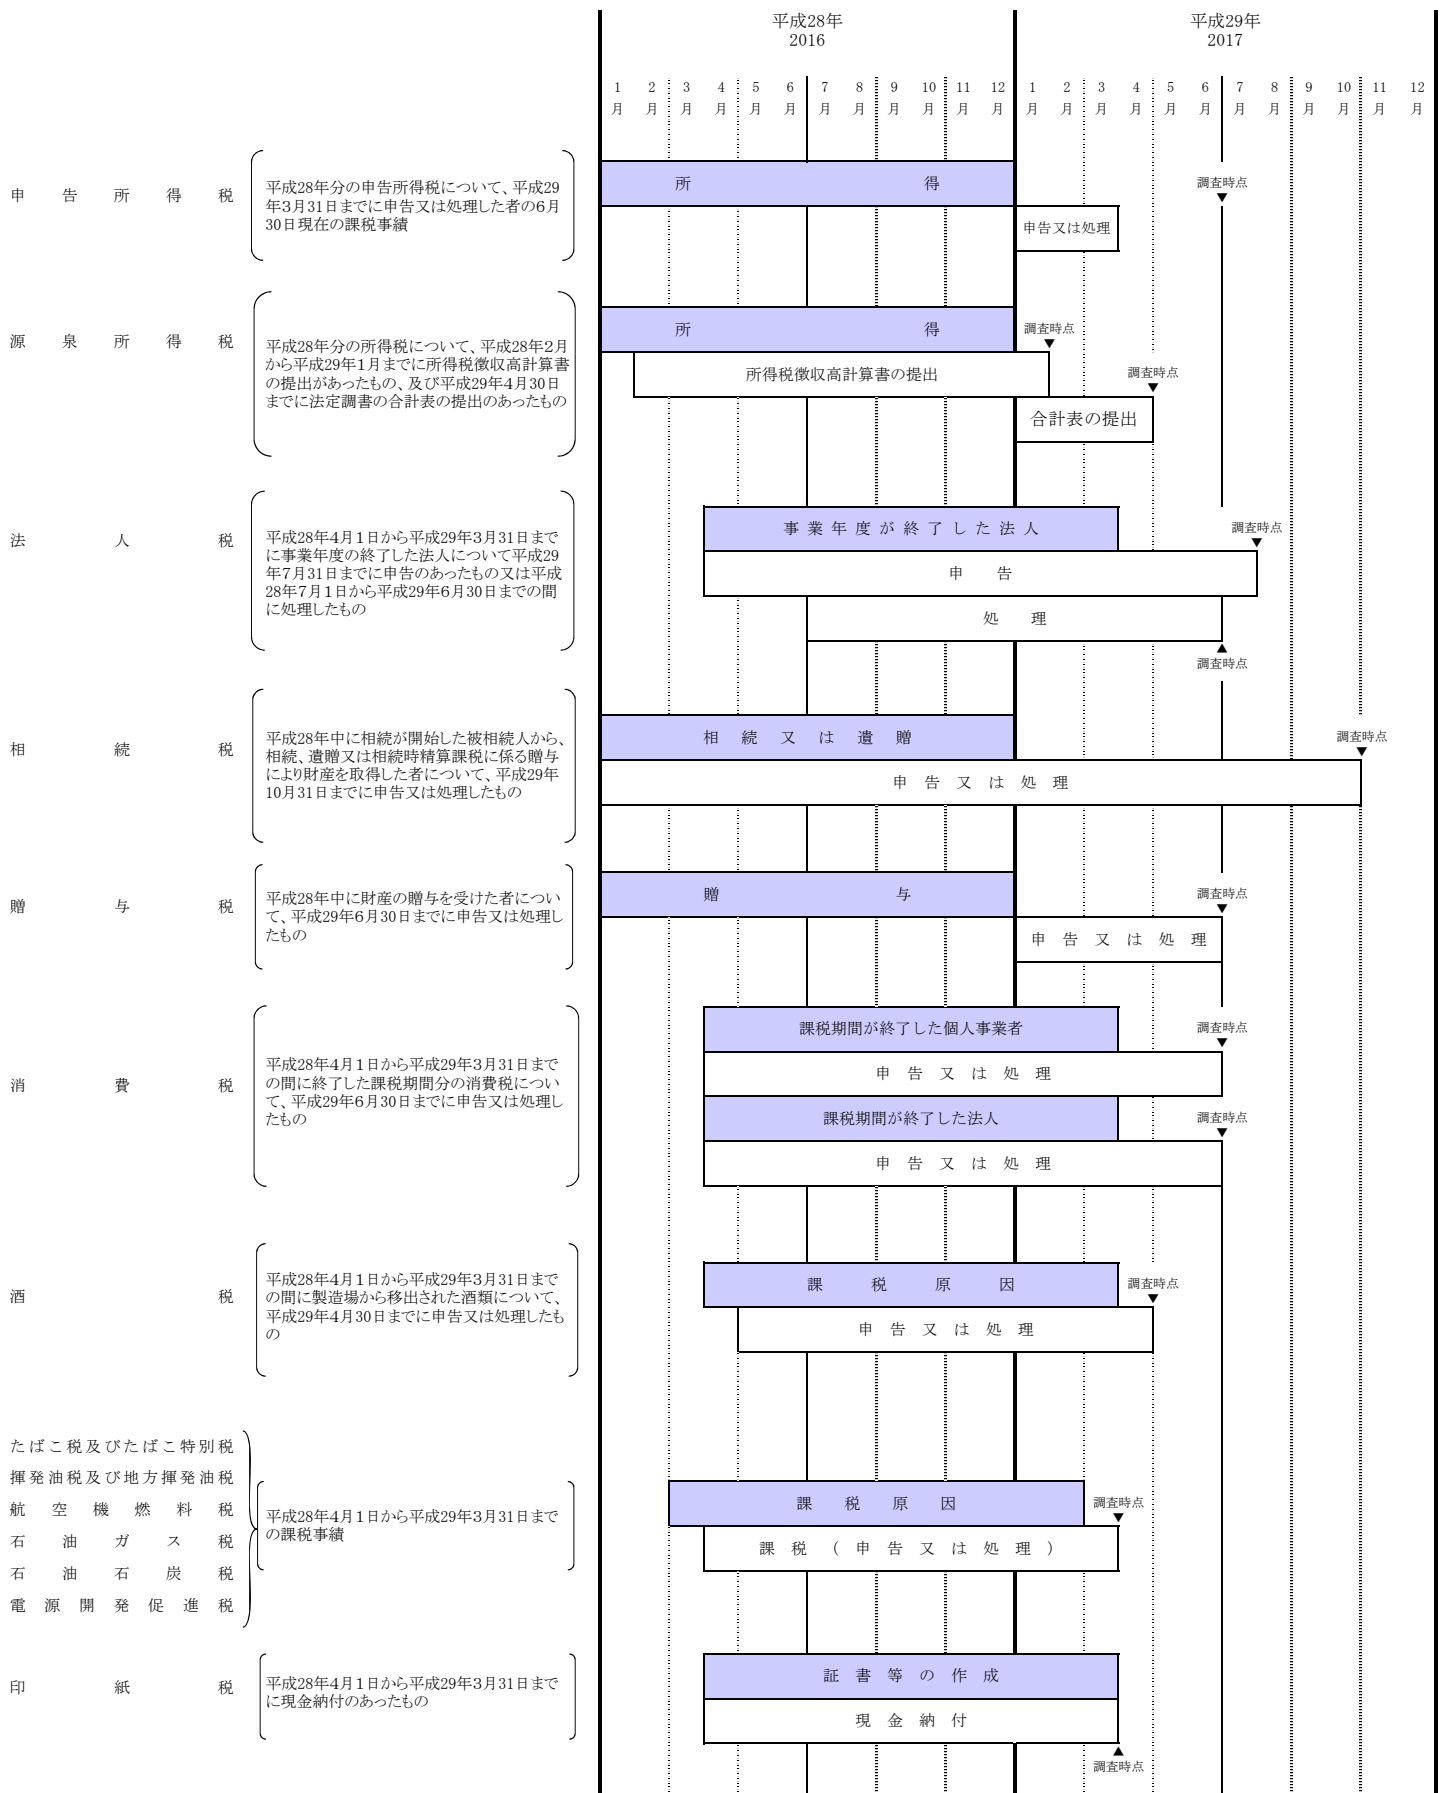 平成28年
2016
平成29年
2017
1 2 3 4 5 6 7 8 9 10 11 12 1 2 3 4 5 6 7 8 9 10 11 12
月 月 月 月 月 月 月 月 月 月 月 月 月 月 月 月 月 月 月 月 月 月 月 月
申告所得税
平成28年分の申告所得税について、平成29
年3月31日までに申告又は処理した者の6月
30日現在の課税事績
所得
調査時点
▼
申告又は処理
源泉所得税
平成28年分の所得税について、平成28年2月
から平成29年1月までに所得税徴収高計算書
の提出があったもの、及び平成29年4月30日
までに法定調書の合計表の提出のあったもの
所得
調査時点
▼
所得税徴収高計算書の提出
調査時点
▼
合計表の提出
法人税
平成28年4月1日から平成29年3月31日まで
に事業年度の終了した法人について平成29
年7月31日までに申告のあったもの又は平成
28年7月1日から平成29年6月30日までの間
に処理したもの
事業年度が終了した法人
調査時点
▼
申告
処理
▲
調査時点
相続税
平成28年中に相続が開始した被相続人から、
相続、遺贈又は相続時精算課税に係る贈与
により財産を取得した者について、平成29年
10月31日までに申告又は処理したもの
相続又は遺贈
調査時点
▼
申告又は処理
贈与税
平成28年中に財産の贈与を受けた者につい
て、平成29年6月30日までに申告又は処理し
たもの
贈与
調査時点
▼
申告又は処理
消費税
平成28年4月1日から平成29年3月31日まで
の間に終了した課税期間分の消費税につい
て、平成29年6月30日までに申告又は処理し
たもの
課税期間が終了した個人事業者
調査時点
▼
申告又は処理
課税期間が終了した法人
調査時点
▼
申告又は処理
酒税
平成28年4月1日から平成29年3月31日まで
の間に製造場から移出された酒類について、
平成29年4月30日までに申告又は処理したも
の
課税原因
調査時点
▼
申告又は処理
たばこ税及びたばこ特別税
揮発油税及び地方揮発油税
航空機燃料税
石油ガス税
石油石炭税
電源開発促進税
平成28年4月1日から平成29年3月31日まで
の課税事績
課税原因
調査時点
▼
課税(申告又は処理)
印紙税
平成28年4月1日から平成29年3月31日まで
に現金納付のあったもの
証書等の作成
現金納付
▲
調査時点